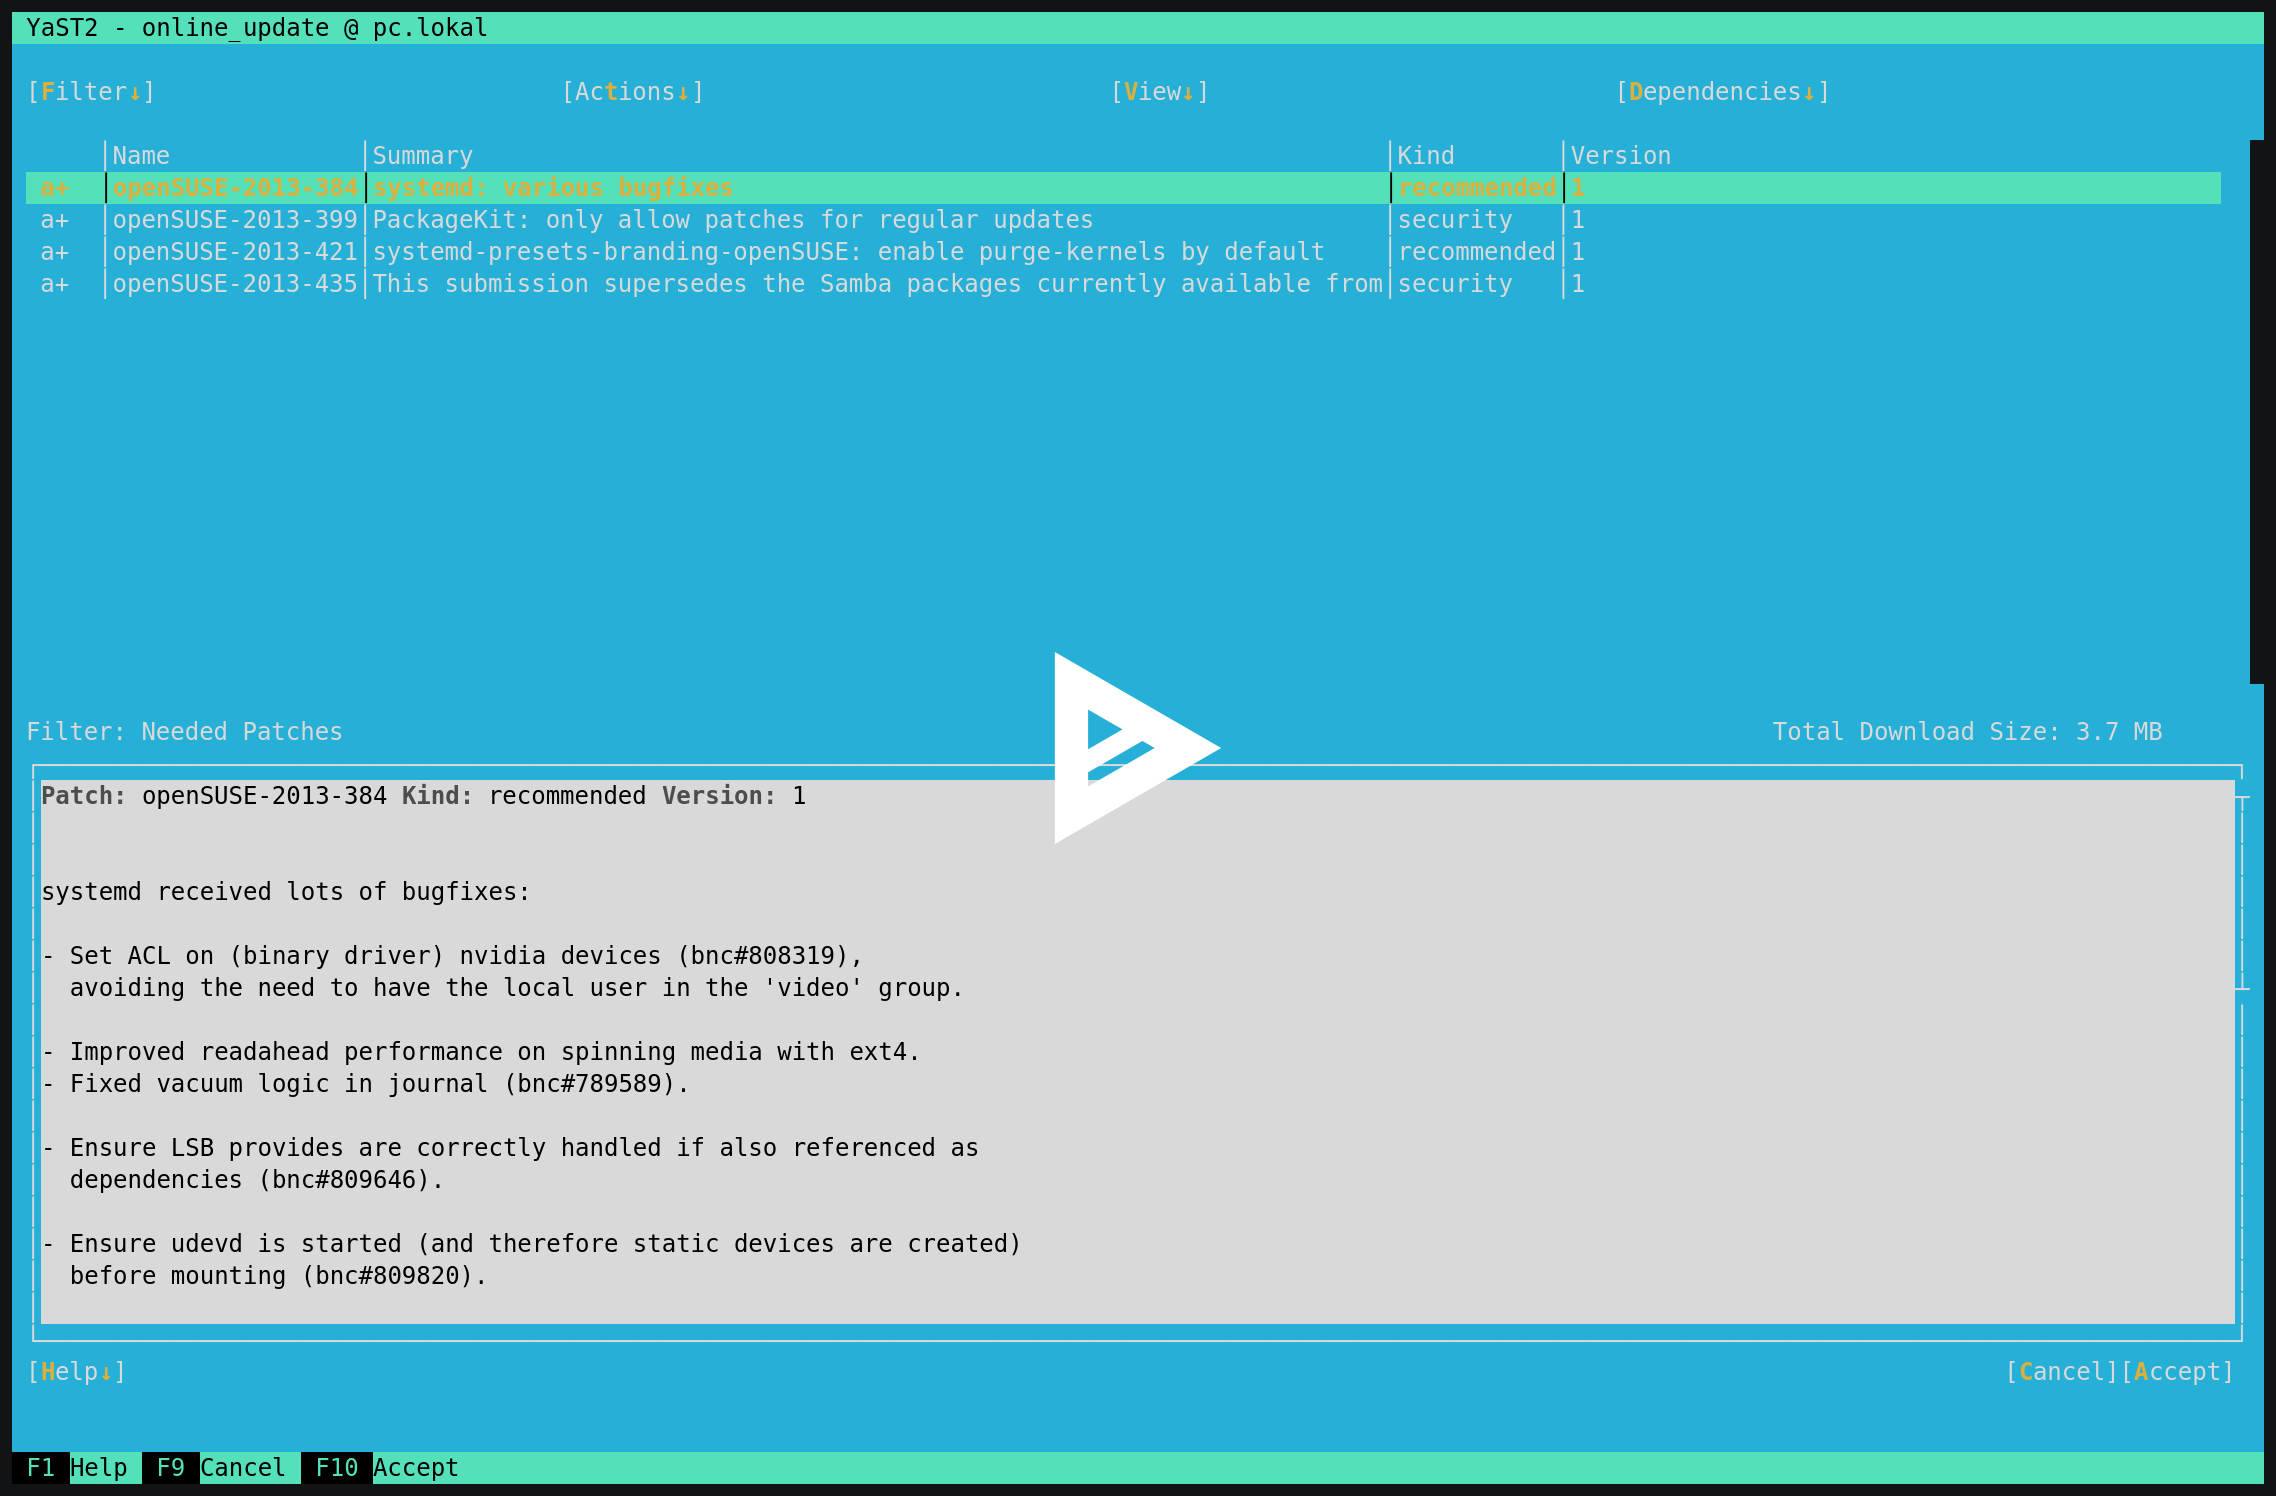 YaST2 - online_update @ pc.lokal
[Filter↓] [Actions↓] [View↓] [Dependencies↓]
Name Summary Kind Version
a+ openSUSE-2013-384 systemd: various bugfixes recommended 1
a+ openSUSE-2013-399 PackageKit: only allow patches for regular updates security 1
a+ openSUSE-2013-421 systemd-presets-branding-openSUSE: enable purge-kernels by default recommended 1
a+ openSUSE-2013-435 This submission supersedes the Samba packages currently available from security 1
Filter: Needed Patches Total Download Size: 3.7 MB
Patch: openSUSE-2013-384 Kind: recommended Version: 1
systemd received lots of bugfixes:
- Set ACL on (binary driver) nvidia devices (bnc#808319),
avoiding the need to have the local user in the 'video' group.
- Improved readahead performance on spinning media with ext4.
- Fixed vacuum logic in journal (bnc#789589).
- Ensure LSB provides are correctly handled if also referenced as
dependencies (bnc#809646).
- Ensure udevd is started (and therefore static devices are created)
before mounting (bnc#809820).
[Help↓] [Cancel][Accept]
F1 Help F9 Cancel F10 Accept